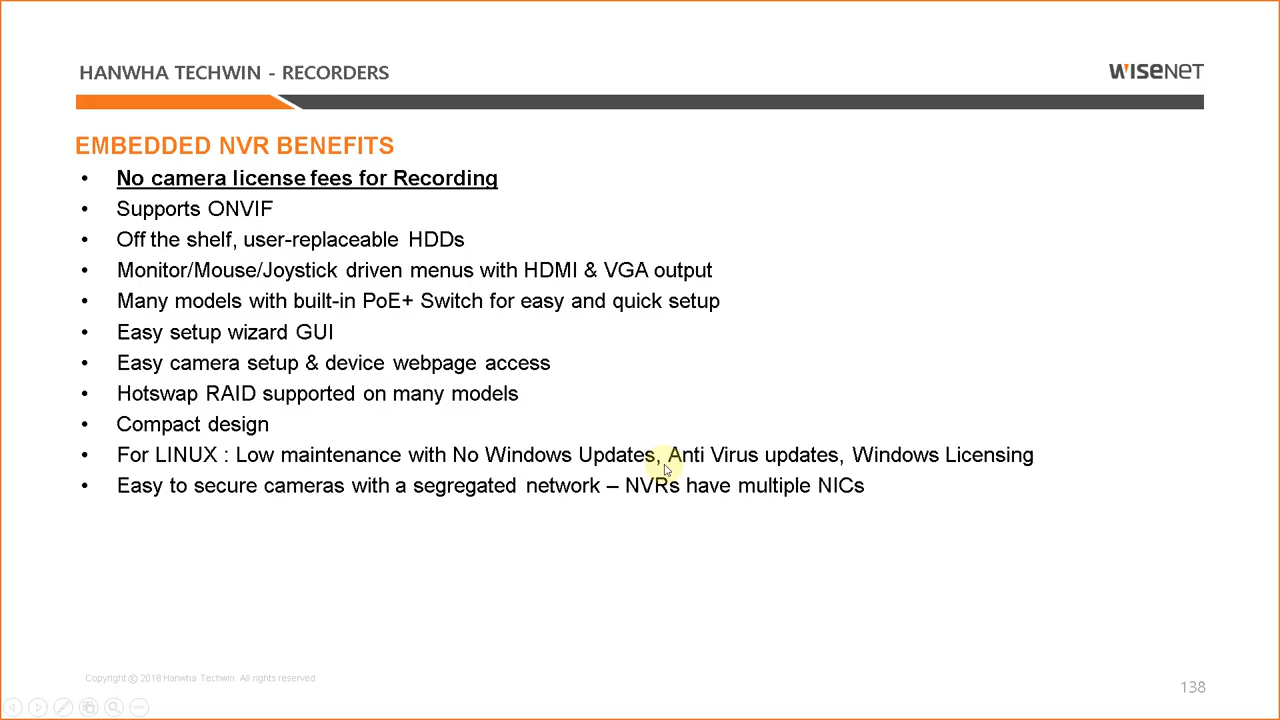 HANWHA TECHWIN - RECORDERS
WISENET
EMBEDDED NVR BENEFITS
• No camera license fees for Recording
• Supports ONVIF
• Off the shelf, user-replaceable HDDs
• Monitor/Mouse/Joystick driven menus with HDMI & VGA output
• Many models with built-in PoE+ Switch for easy and quick setup
• Easy setup wizard GUI
• Easy camera setup & device webpage access
• Hotswap RAID supported on many models
• Compact design
• For LINUX : Low maintenance with No Windows Updates, Anti Virus updates, Windows Licensing
• Easy to secure cameras with a segregated network – NVRs have multiple NICs
Copyright ⓒ 2018 Hanwha Techwin. All rights reserved
138